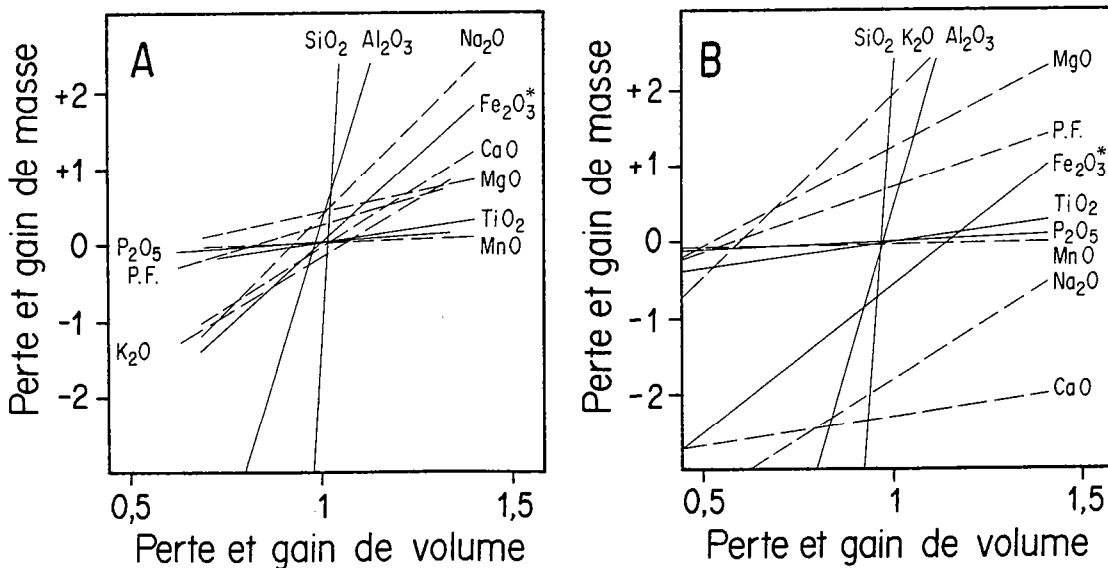 A
SiO₂ Al₂O₃ Na₂O
Fe₂O₃*
CaO
MgO
TiO₂
MnO
P₂O₅
P.F.
K₂O
+2
+1
0
-1
-2
0,5 1 1,5
Perte et gain de masse
Perte et gain de volume
B
SiO₂ K₂O Al₂O₃
MgO
P.F.
Fe₂O₃*
TiO₂
P₂O₅
MnO
Na₂O
CaO
+2
+1
0
-1
-2
0,5 1 1,5
Perte et gain de masse
Perte et gain de volume